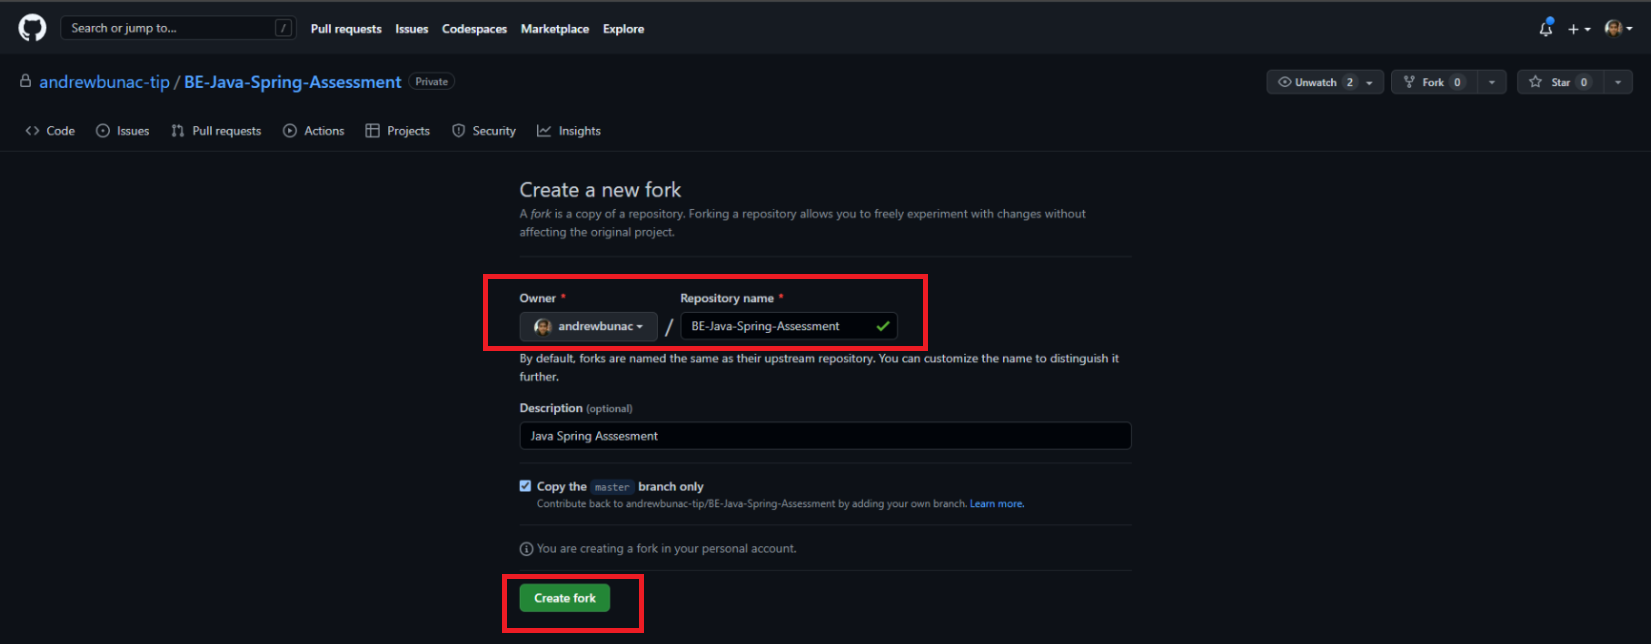 Search or jump to... /
Pull requests Issues Codespaces Marketplace Explore
andrewbunac-tip / BE-Java-Spring-Assessment Private
Unwatch 2 Fork 0 Star 0
Code Issues Pull requests Actions Projects Security Insights
Create a new fork
A fork is a copy of a repository. Forking a repository allows you to freely experiment with changes without
affecting the original project.
Owner * Repository name *
andrewbunac / BE-Java-Spring-Assessment
By default, forks are named the same as their upstream repository. You can customize the name to distinguish it
further.
Description (optional)
Java Spring Asssesment
Copy the master branch only
Contribute back to andrewbunac-tip/BE-Java-Spring-Assessment by adding your own branch. Learn more.
You are creating a fork in your personal account.
Create fork